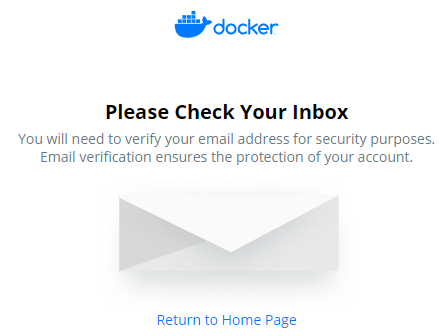 docker
Please Check Your Inbox
You will need to verify your email address for security purposes.
Email verification ensures the protection of your account.
Return to Home Page